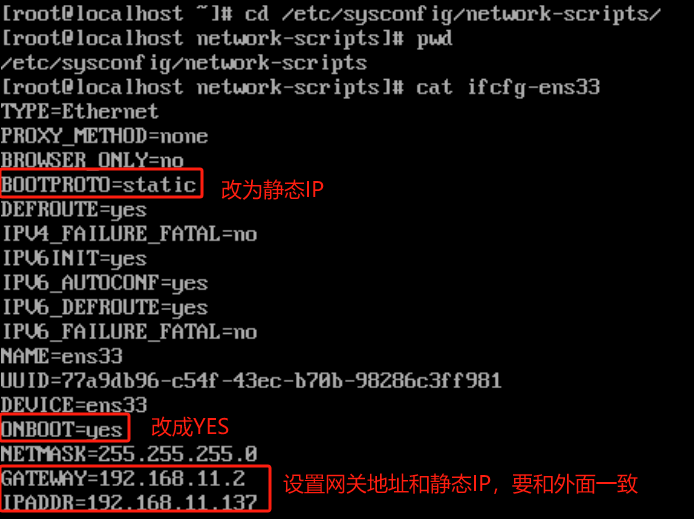 [root@localhost ~]# cd /etc/sysconfig/network-scripts/
[root@localhost network-scripts]# pwd
/etc/sysconfig/network-scripts
[root@localhost network-scripts]# cat ifcfg-ens33
TYPE=Ethernet
PROXY_METHOD=none
BROWSER_ONLY=no
BOOTPROTO=static 改为静态IP
DEFROUTE=yes
IPV4_FAILURE_FATAL=no
IPV6INIT=yes
IPV6_AUTOCONF=yes
IPV6_DEFROUTE=yes
IPV6_FAILURE_FATAL=no
NAME=ens33
UUID=77a9db96-c54f-43ec-b70b-98286c3ff981
DEVICE=ens33
ONBOOT=yes 改成YES
NETMASK=255.255.255.0
GATEWAY=192.168.11.2 设置网关地址和静态IP，要和外面一致
IPADDR=192.168.11.137